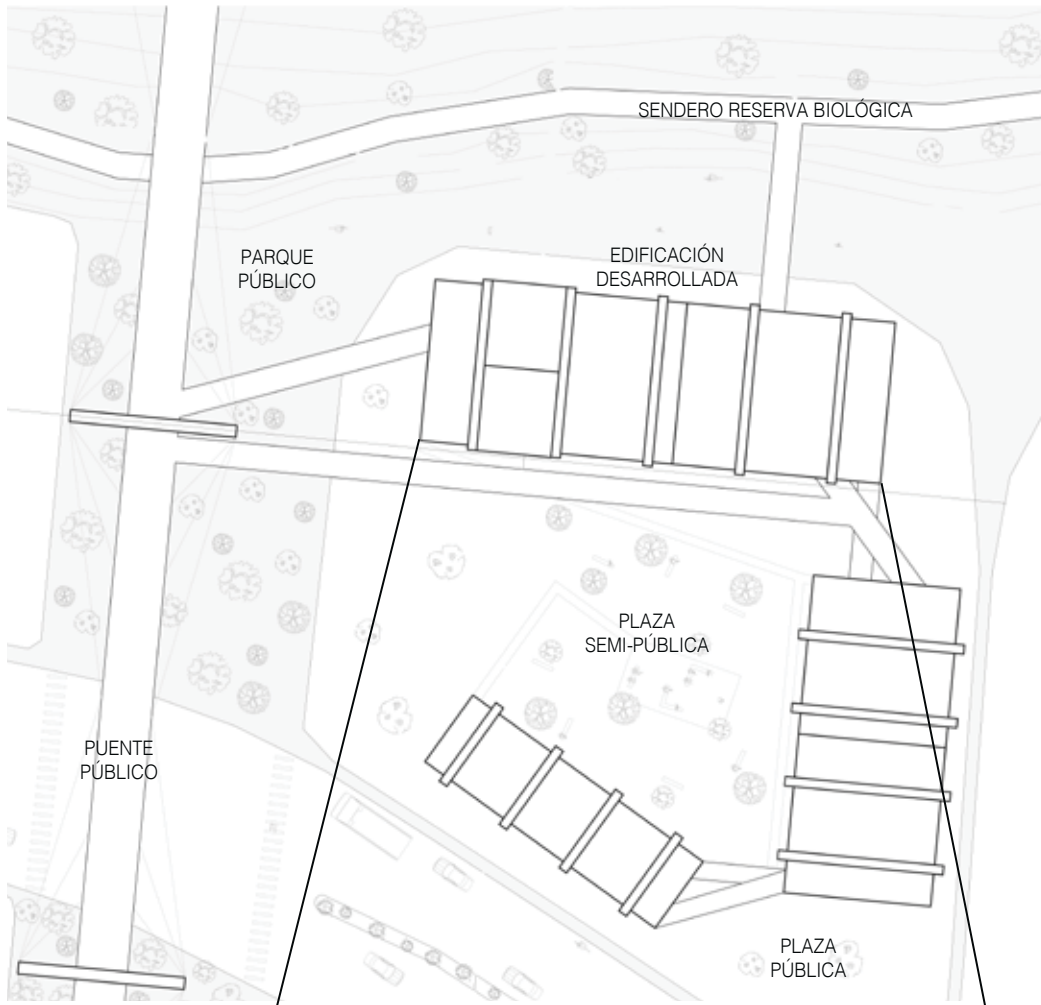 SENDERO RESERVA BIOLÓGICA
PARQUE
PÚBLICO
EDIFICACIÓN
DESARROLLADA
PLAZA
SEMI-PÚBLICA
PUENTE
PÚBLICO
PLAZA
PÚBLICA